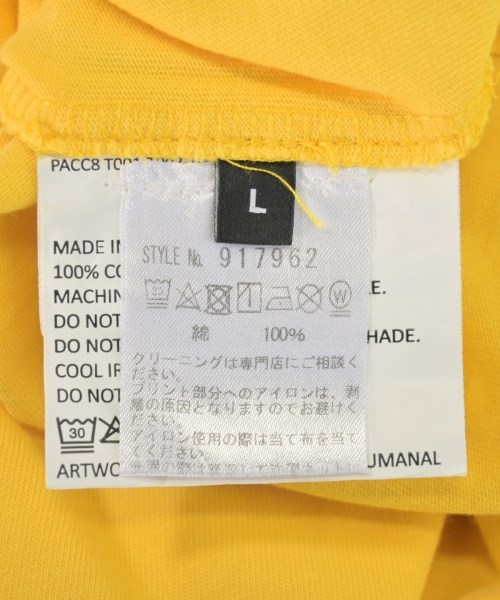 PACC8 T001
L
STYLE No. 917962
MADE IN
100% CO
MACHIN E.
DO NOT
DO NOT HADE.
COOL IR
DO NOT
30
綿 100%
クリーニングは専門店にご相談く
ださい。
プリント部分へのアイロンは、剥
離の原因となりますのでお避けく
ださい。
アイロン使用の際は当て布を当て
てください。
W
ARTWO UMANAL